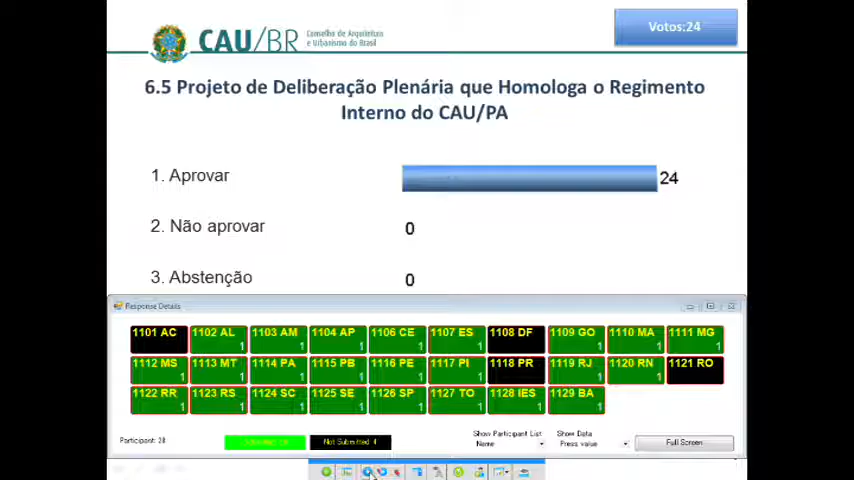 CAU/BR
Conselho de Arquitetura
e Urbanismo do Brasil
Votos:24
6.5 Projeto de Deliberação Plenária que Homologa o Regimento
Interno do CAU/PA
1. Aprovar 24
2. Não aprovar 0
3. Abstenção 0
Response Details
1101 AC 1102 AL 1103 AM 1104 AP 1106 CE 1107 ES 1108 DF 1109 GO 1110 MA 1111 MG
1 1 1 1 1 1 1 1
1112 MS 1113 MT 1114 PA 1115 PB 1116 PE 1117 PI 1118 PR 1119 RJ 1120 RN 1121 RO
1 1 1 1 1 1 1 1
1122 RR 1123 RS 1124 SC 1125 SE 1126 SP 1127 TO 1128 IES 1129 BA
1 1 1 1 1 1 1 1
Participant: 28
Not Submitted 4
Show Participant List
Name
Show Data
Press value
Full Screen